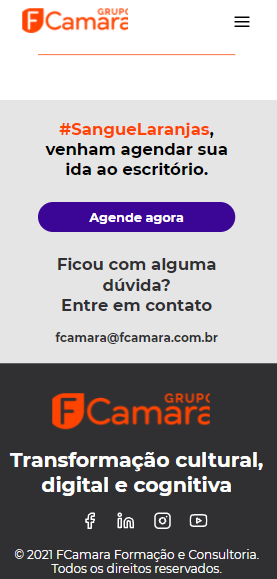 GRUPO
FCamara
#SangueLaranjas,
venham agendar sua
ida ao escritório.
Agende agora
Ficou com alguma
dúvida?
Entre em contato
fcamara@fcamara.com.br
GRUPO
FCamara
Transformação cultural,
digital e cognitiva
© 2021 FCamara Formação e Consultoria.
Todos os direitos reservados.